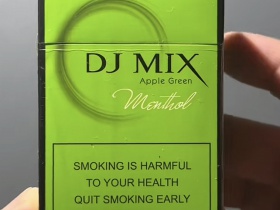 DJ MIX
Apple Green
Menthol
SMOKING IS HARMFUL
TO YOUR HEALTH
QUIT SMOKING EARLY